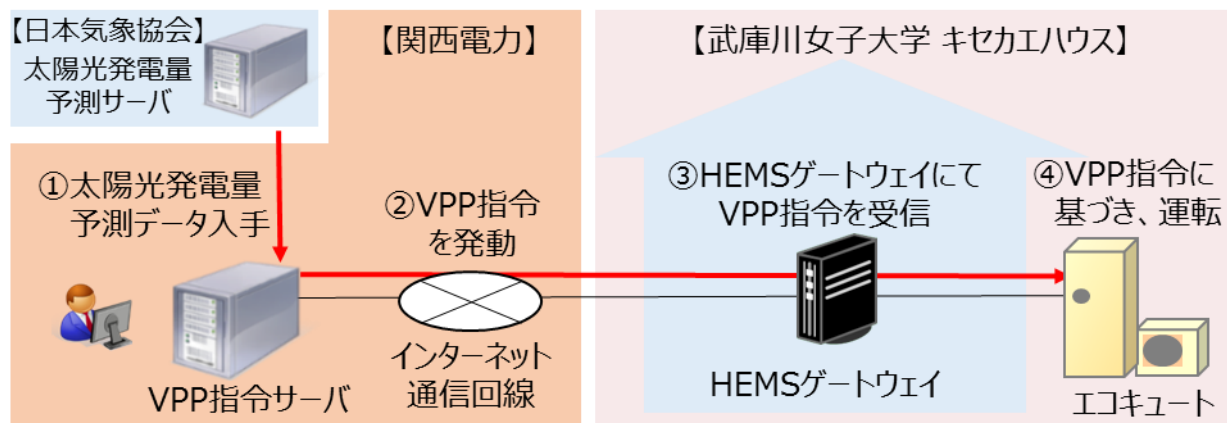 【日本気象協会】
太陽光発電量
予測サーバ
【関西電力】
【武庫川女子大学 キセカエハウス】
①太陽光発電量
予測データ入手
②VPP指令
を発動
③HEMSゲートウェイにて
VPP指令を受信
④VPP指令に
基づき、運転
VPP指令サーバ
インターネット
通信回線
HEMSゲートウェイ
エコキュート